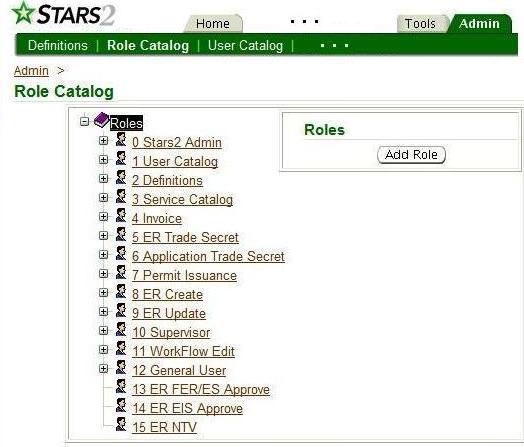 STARS2
Home ... Tools Admin
Definitions | Role Catalog | User Catalog | ...
Admin >
Role Catalog
Roles
0 Stars2 Admin
1 User Catalog
2 Definitions
3 Service Catalog
4 Invoice
5 ER Trade Secret
6 Application Trade Secret
7 Permit Issuance
8 ER Create
9 ER Update
10 Supervisor
11 WorkFlow Edit
12 General User
13 ER FER/ES Approve
14 ER EIS Approve
15 ER NTV
Roles
Add Role